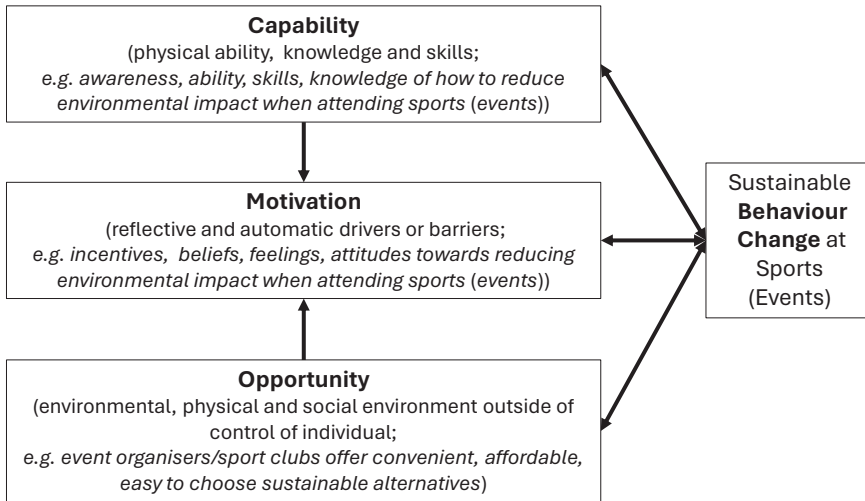 Capability
(physical ability, knowledge and skills;
e.g. awareness, ability, skills, knowledge of how to reduce
environmental impact when attending sports (events))
Motivation
(reflective and automatic drivers or barriers;
e.g. incentives, beliefs, feelings, attitudes towards reducing
environmental impact when attending sports (events))
Opportunity
(environmental, physical and social environment outside of
control of individual;
e.g. event organisers/sport clubs offer convenient, affordable,
easy to choose sustainable alternatives)
Sustainable
Behaviour
Change at
Sports
(Events)